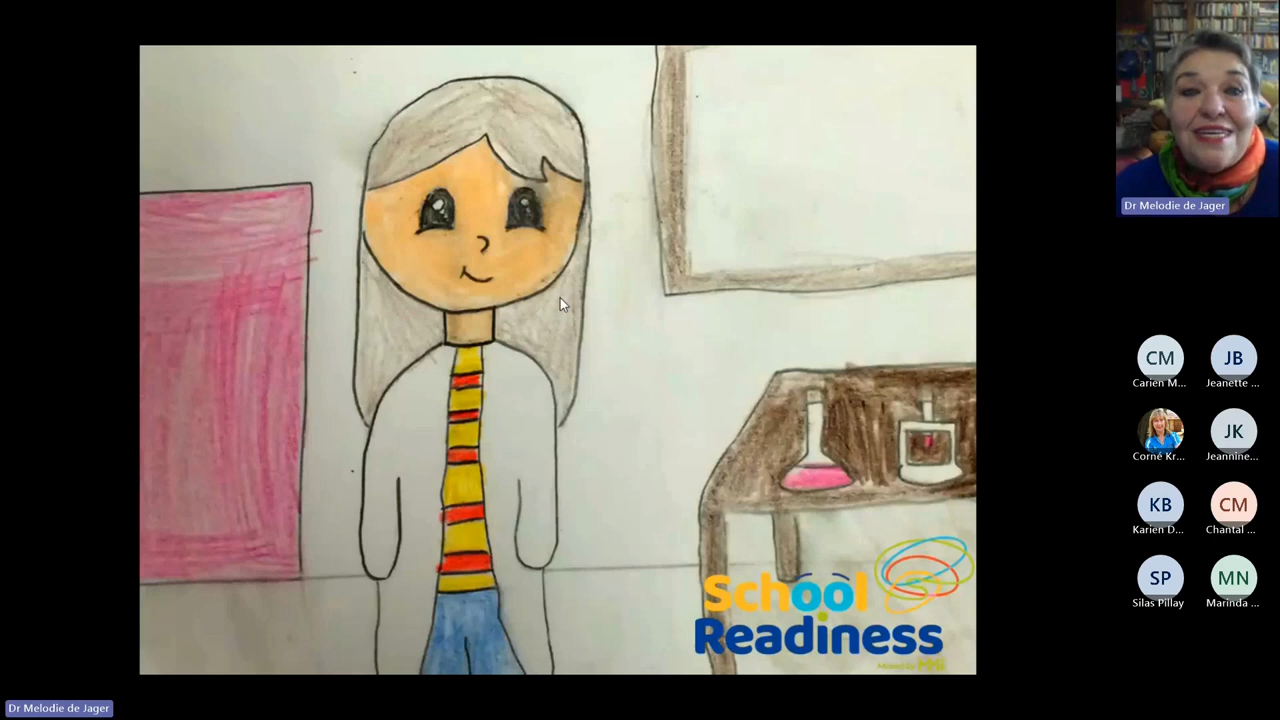 Dr Melodie de Jager
CM
JB
Carien M...
Jeanette ...
JK
Corné Kr...
Jeannine...
KB
CM
Karien D...
Chantal ...
SP
MN
Silas Pillay
Marinda ...
School
Readiness
Dr Melodie de Jager